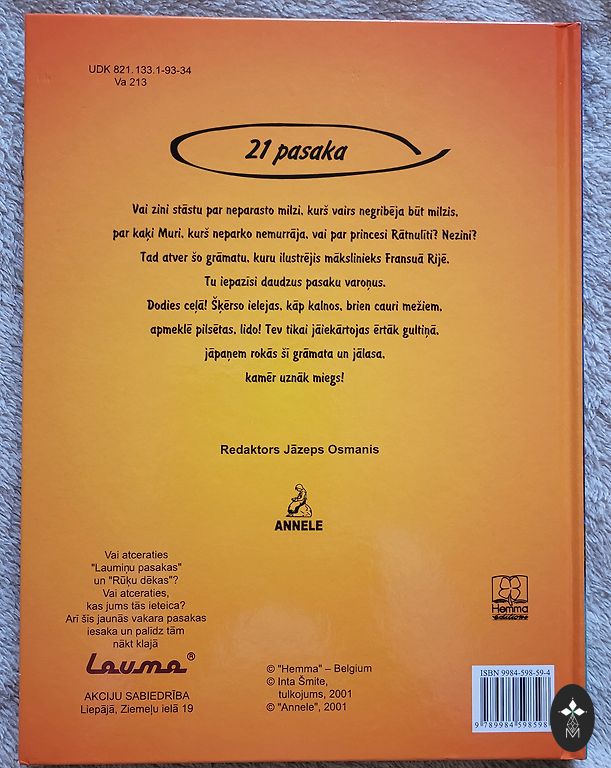 UDK 821.133.1-93-34
Va 213
21 pasaka
Vai zini stāstu par neparasto milzi, kurš vairs negribēja būt milzis,
par kaķi Muri, kurš neparko nemurrāja, vai par princesi Rātnulīti? Nezini?
Tad atver šo grāmatu, kuru ilustrējis mākslinieks Fransuā Rijē.
Tu iepazīsi daudzus pasaku varoņus.
Dodies ceļā! Šķērso ielejas, kāp kalnos, brien cauri mežiem,
apmeklē pilsētas, lido! Tev tikai jāiekārtojas ērtāk gultiņā,
jāpaņem rokās šī grāmata un jālasa,
kamēr uznāk miegs!
Redaktors Jāzeps Osmanis
ANNELE
Vai atceraties
"Laumiņu pasakas"
un "Rūķu dēkas"?
Vai atceraties,
kas jums tās ieteica?
Arī šīs jaunās vakara pasakas
iesaka un palīdz tām
nākt klajā
Lauma ®
AKCIJU SABIEDRĪBA
Liepājā, Ziemeļu ielā 19
© "Hemma" – Belgium
© Inta Šmite,
tulkojums, 2001
© "Annele", 2001
Hemma
editions
ISBN 9984-598-59-4
9 789984 598598
M